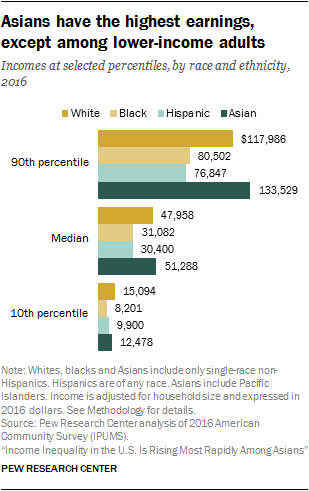 Asians have the highest earnings,
except among lower-income adults
Incomes at selected percentiles, by race and ethnicity,
2016
White Black Hispanic Asian
90th percentile
$117,986
80,502
76,847
133,529
Median
47,958
31,082
30,400
51,288
10th percentile
15,094
8,201
9,900
12,478
Note: Whites, blacks and Asians include only single-race non-
Hispanics. Hispanics are of any race. Asians include Pacific
Islanders. Income is adjusted for household size and expressed in
2016 dollars. See Methodology for details.
Source: Pew Research Center analysis of 2016 American
Community Survey (IPUMS).
“Income Inequality in the U.S. Is Rising Most Rapidly Among Asians”
PEW RESEARCH CENTER